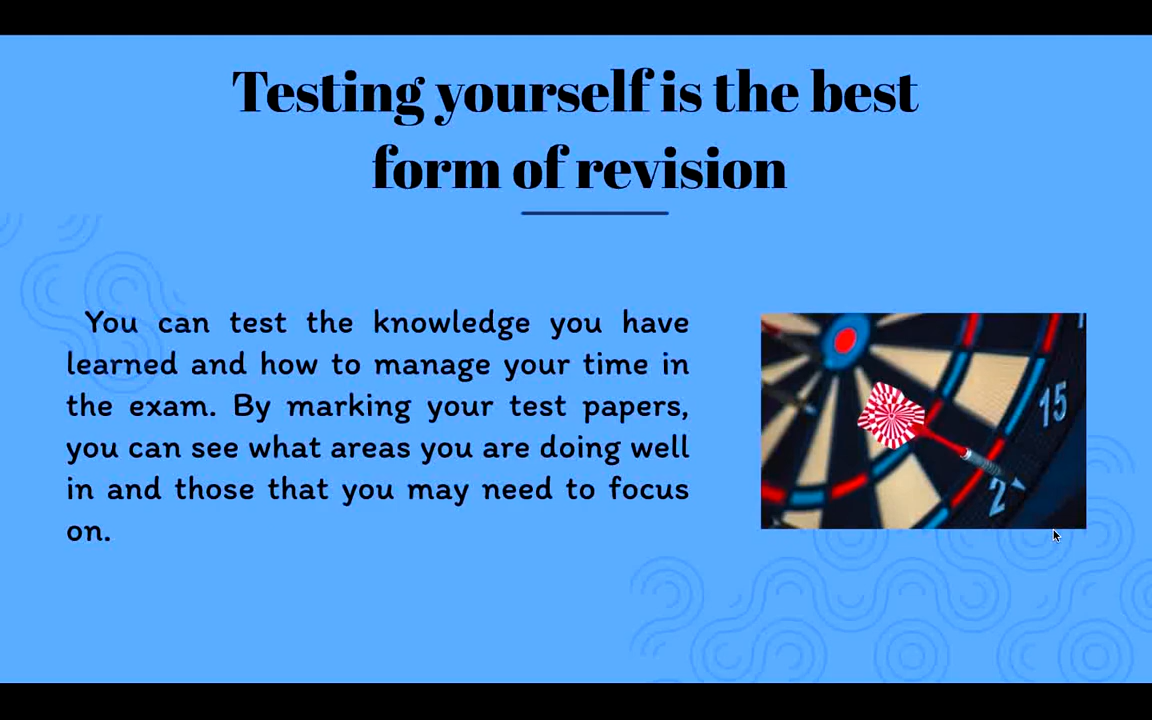 Testing yourself is the best
form of revision
You can test the knowledge you have
learned and how to manage your time in
the exam. By marking your test papers,
you can see what areas you are doing well
in and those that you may need to focus
on.
15
2